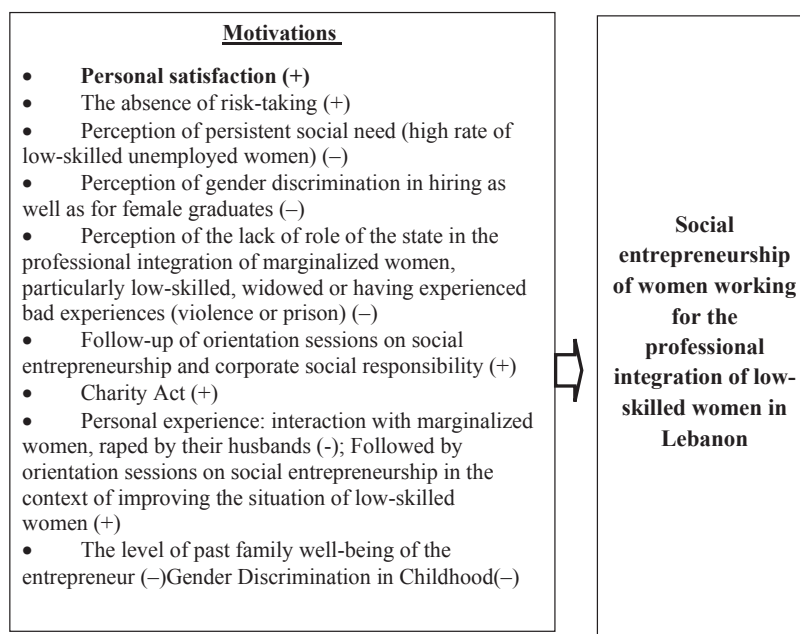 Motivations
• Personal satisfaction (+)
• The absence of risk-taking (+)
• Perception of persistent social need (high rate of
low-skilled unemployed women) (–)
• Perception of gender discrimination in hiring as
well as for female graduates (–)
• Perception of the lack of role of the state in the
professional integration of marginalized women,
particularly low-skilled, widowed or having experienced
bad experiences (violence or prison) (–)
• Follow-up of orientation sessions on social
entrepreneurship and corporate social responsibility (+)
• Charity Act (+)
• Personal experience: interaction with marginalized
women, raped by their husbands (-); Followed by
orientation sessions on social entrepreneurship in the
context of improving the situation of low-skilled
women (+)
• The level of past family well-being of the
entrepreneur (–)Gender Discrimination in Childhood(–)
Social
entrepreneurship
of women working
for the
professional
integration of low-
skilled women in
Lebanon